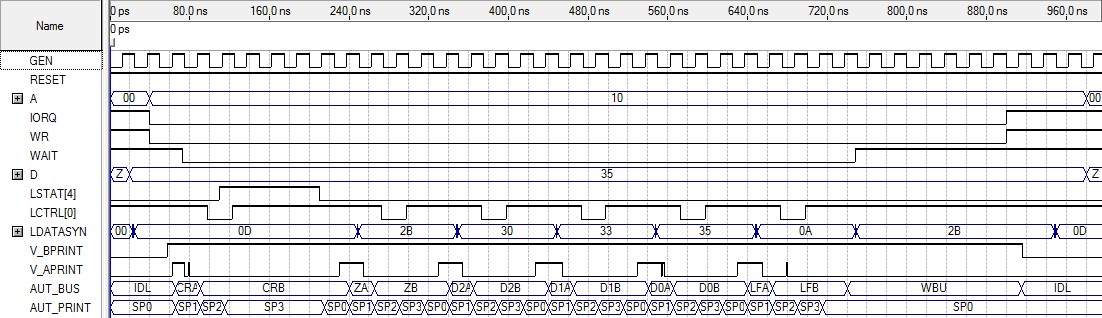 Name
0 ps 80.0 ns 160.0 ns 240.0 ns 320.0 ns 400.0 ns 480.0 ns 560.0 ns 640.0 ns 720.0 ns 800.0 ns 880.0 ns 960.0 ns
0 ps
GEN
RESET
A 00 10 00
IORQ
WR
WAIT
D Z 35 Z
LSTAT[4]
LCTRL[0]
LDATASYN 00 0D 2B 30 33 35 0A 2B 0D
V_BPRINT
V_APRINT
AUT_BUS IDL CRA CRB ZA ZB D2A D2B D1A D1B D0A D0B LFA LFB WBU IDL
AUT_PRINT SP0 SP1 SP2 SP3 SP0 SP1 SP2 SP3 SP0 SP1 SP2 SP3 SP0 SP1 SP2 SP3 SP0 SP1 SP2 SP3 SP0 SP1 SP2 SP3 SP0